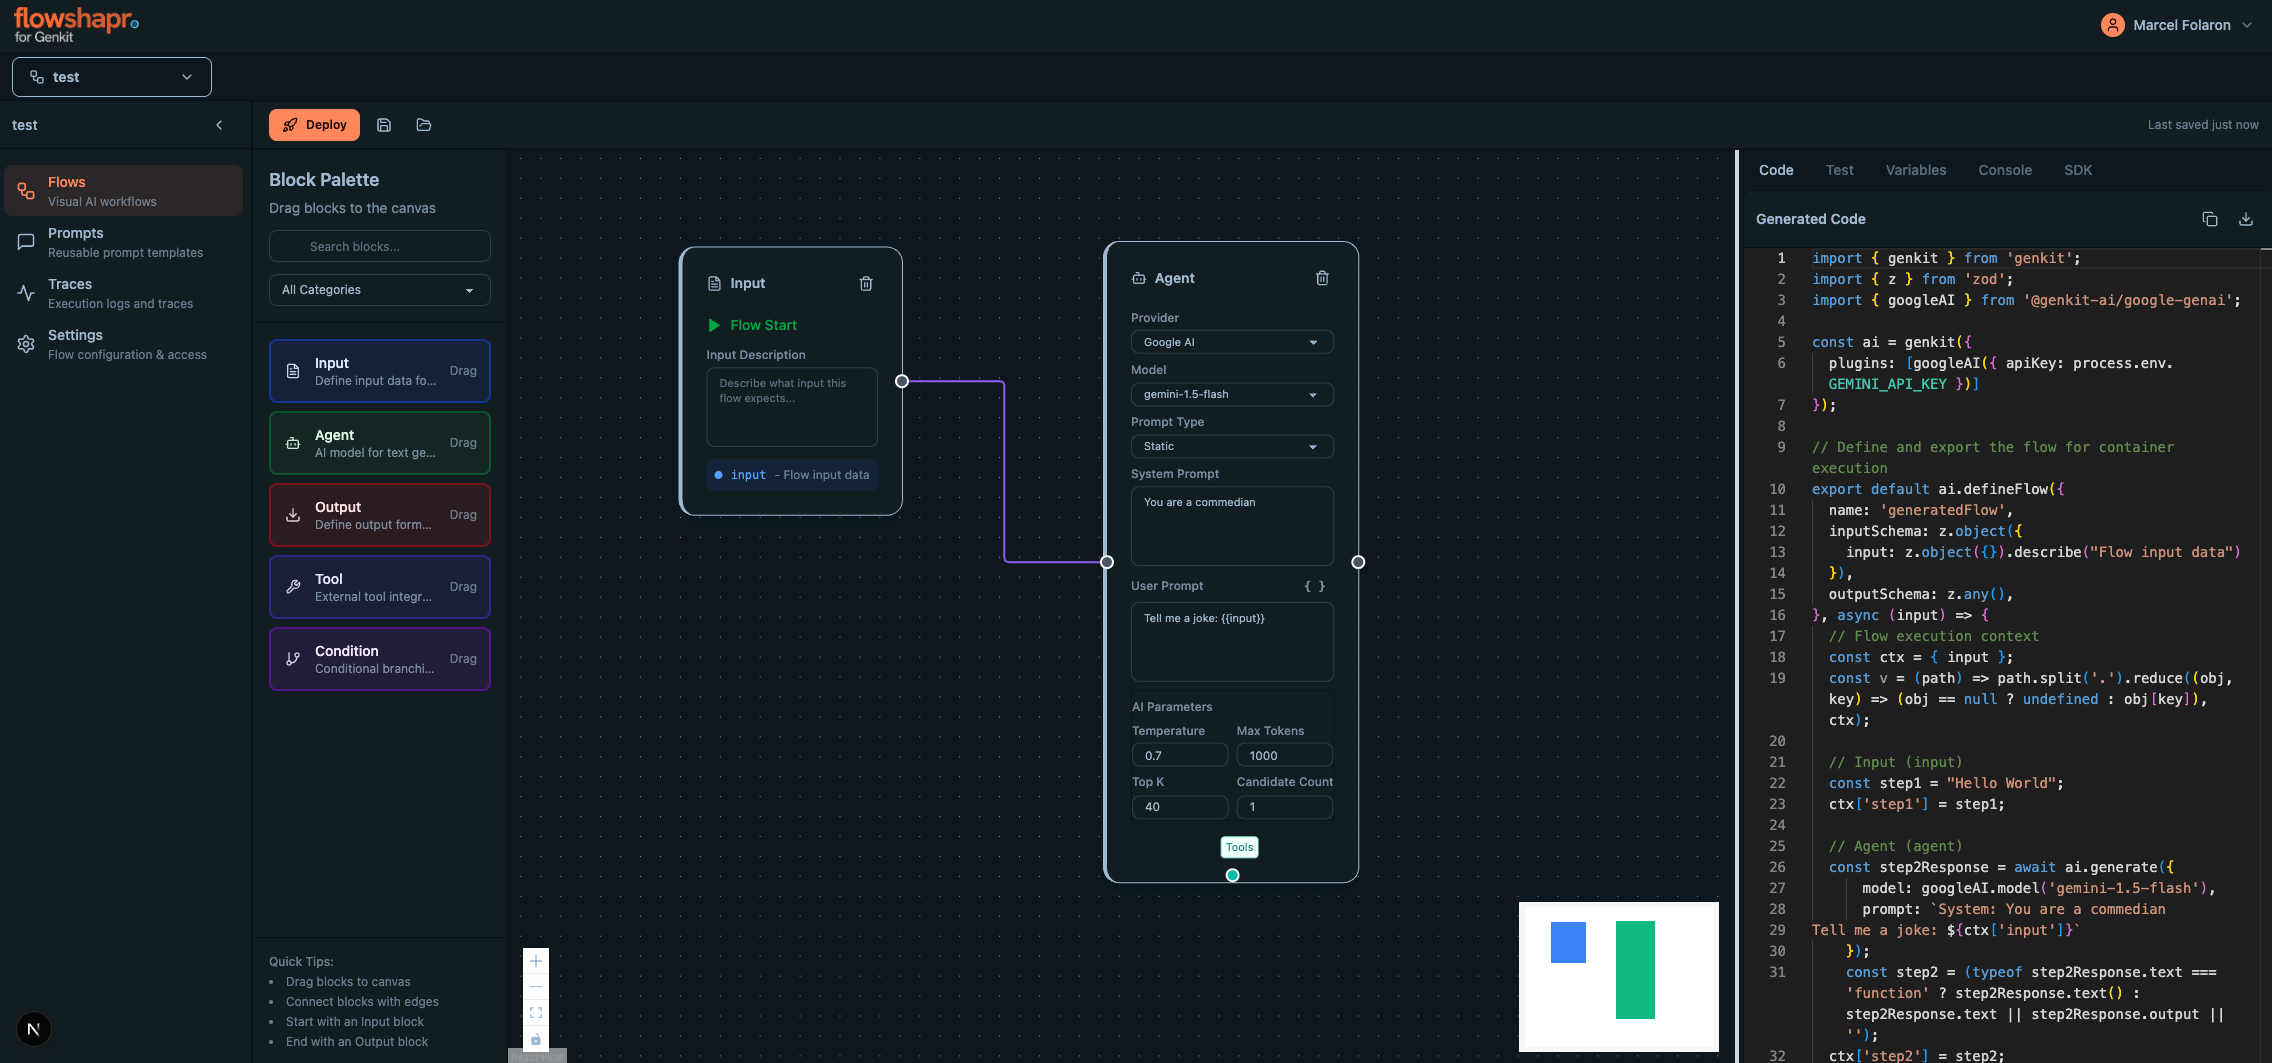 flowshapr
for Genkit
Marcel Folaron
test
test
Deploy
Last saved just now
Flows
Visual AI workflows
Prompts
Reusable prompt templates
Traces
Execution logs and traces
Settings
Flow configuration & access
N
Block Palette
Drag blocks to the canvas
Search blocks...
All Categories
Input
Define input data fo...
Drag
Agent
AI model for text ge...
Drag
Output
Define output form...
Drag
Tool
External tool integr...
Drag
Condition
Conditional branchi...
Drag
Quick Tips:
• Drag blocks to canvas
• Connect blocks with edges
• Start with an Input block
• End with an Output block
Input
Flow Start
Input Description
Describe what input this
flow expects...
input - Flow input data
Agent
Provider
Google AI
Model
gemini-1.5-flash
Prompt Type
Static
System Prompt
You are a commedian
User Prompt { }
Tell me a joke: {{input}}
AI Parameters
Temperature Max Tokens
0.7 1000
Top K Candidate Count
40 1
Tools
React Flow
Code Test Variables Console SDK
Generated Code
1 import { genkit } from 'genkit';
2 import { z } from 'zod';
3 import { googleAI } from '@genkit-ai/google-genai';
4
5 const ai = genkit({
6 plugins: [googleAI({ apiKey: process.env.
GEMINI_API_KEY })]
7 });
8
9 // Define and export the flow for container
execution
10 export default ai.defineFlow({
11 name: 'generatedFlow',
12 inputSchema: z.object({
13 input: z.object({}).describe("Flow input data")
14 }),
15 outputSchema: z.any(),
16 }, async (input) => {
17 // Flow execution context
18 const ctx = { input };
19 const v = (path) => path.split('.').reduce((obj,
key) => (obj == null ? undefined : obj[key]),
ctx);
20
21 // Input (input)
22 const step1 = "Hello World";
23 ctx['step1'] = step1;
24
25 // Agent (agent)
26 const step2Response = await ai.generate({
27 model: googleAI.model('gemini-1.5-flash'),
28 prompt: `System: You are a commedian
29 Tell me a joke: ${ctx['input']}`
30 });
31 const step2 = (typeof step2Response.text ===
'function' ? step2Response.text() :
step2Response.text || step2Response.output ||
'');
32 ctx['step2'] = step2;